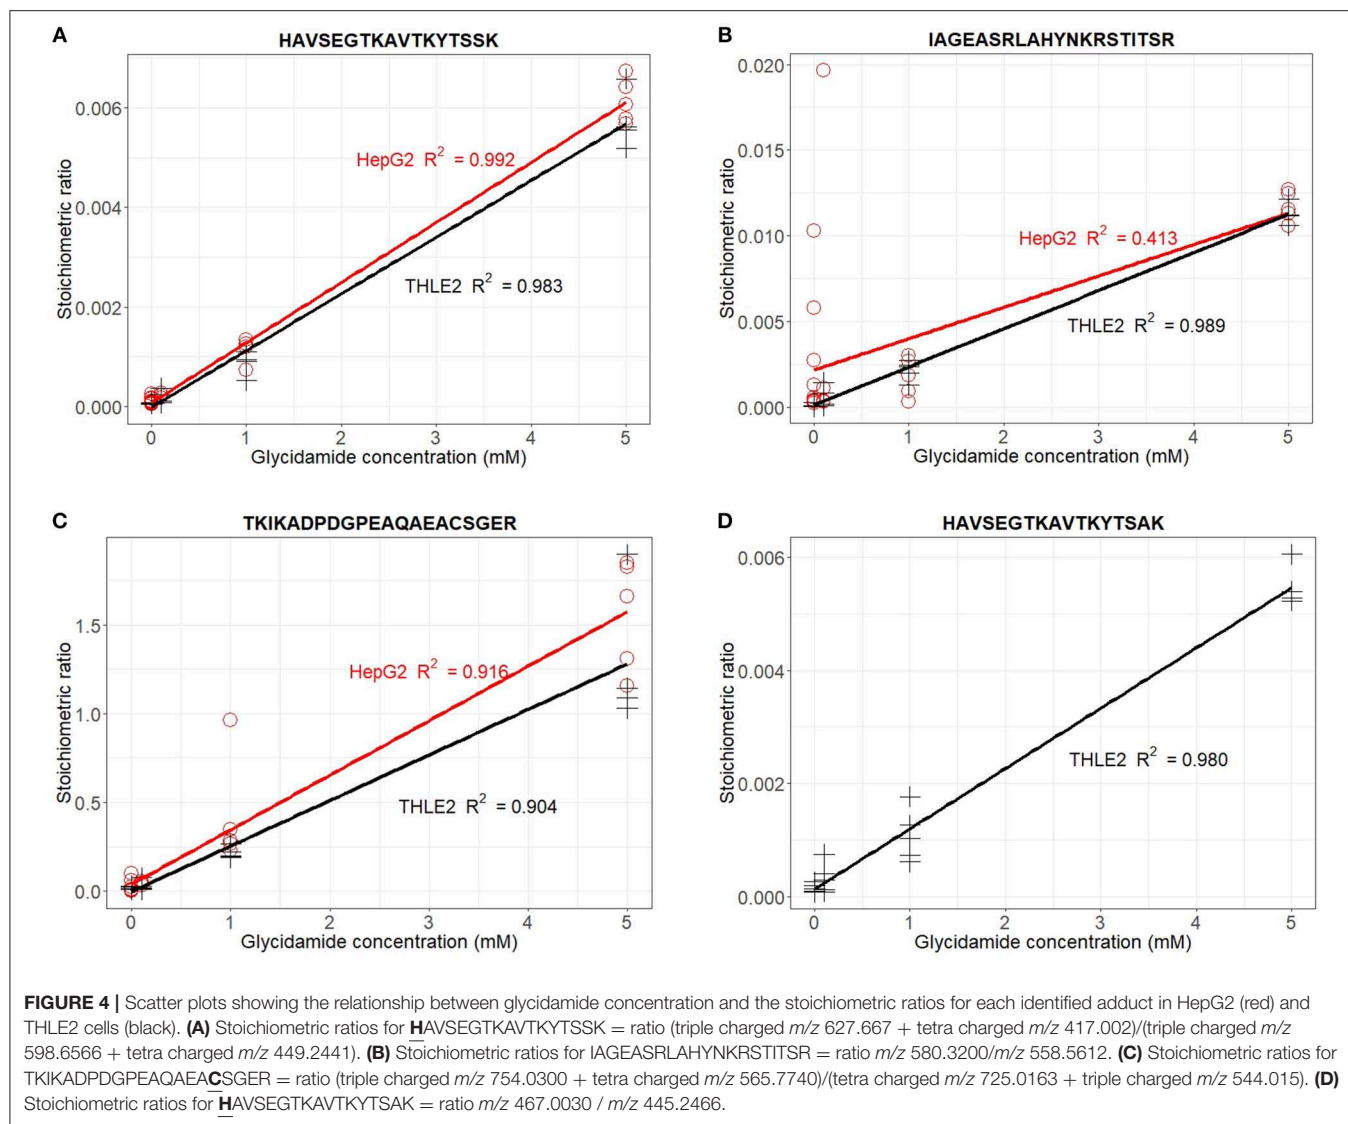 A
HAVSEGTKAVTKYTSSK
0.006
0.004
0.002
0.000
Stoichiometric ratio
HepG2 R² = 0.992
THLE2 R² = 0.983
0 1 2 3 4 5
Glycidamide concentration (mM)
B
IAGEASRLAHYNKRSTITSR
0.020
0.015
0.010
0.005
0.000
Stoichiometric ratio
HepG2 R² = 0.413
THLE2 R² = 0.989
0 1 2 3 4 5
Glycidamide concentration (mM)
C
TKIKADPDGPEAQAEACSGER
1.5
1.0
0.5
0.0
Stoichiometric ratio
HepG2 R² = 0.916
THLE2 R² = 0.904
0 1 2 3 4 5
Glycidamide concentration (mM)
D
HAVSEGTKAVTKYTSAK
0.006
0.004
0.002
0.000
Stoichiometric ratio
THLE2 R² = 0.980
0 1 2 3 4 5
Glycidamide concentration (mM)
FIGURE 4 | Scatter plots showing the relationship between glycidamide concentration and the stoichiometric ratios for each identified adduct in HepG2 (red) and
THLE2 cells (black). (A) Stoichiometric ratios for HAVSEGTKAVTKYTSSK = ratio (triple charged m/z 627.667 + tetra charged m/z 417.002)/(triple charged m/z
598.6566 + tetra charged m/z 449.2441). (B) Stoichiometric ratios for IAGEASRLAHYNKRSTITSR = ratio m/z 580.3200/m/z 558.5612. (C) Stoichiometric ratios for
TKIKADPDGPEAQAEACSGER = ratio (triple charged m/z 754.0300 + tetra charged m/z 565.7740)/(tetra charged m/z 725.0163 + triple charged m/z 544.015). (D)
Stoichiometric ratios for HAVSEGTKAVTKYTSAK = ratio m/z 467.0030 / m/z 445.2466.